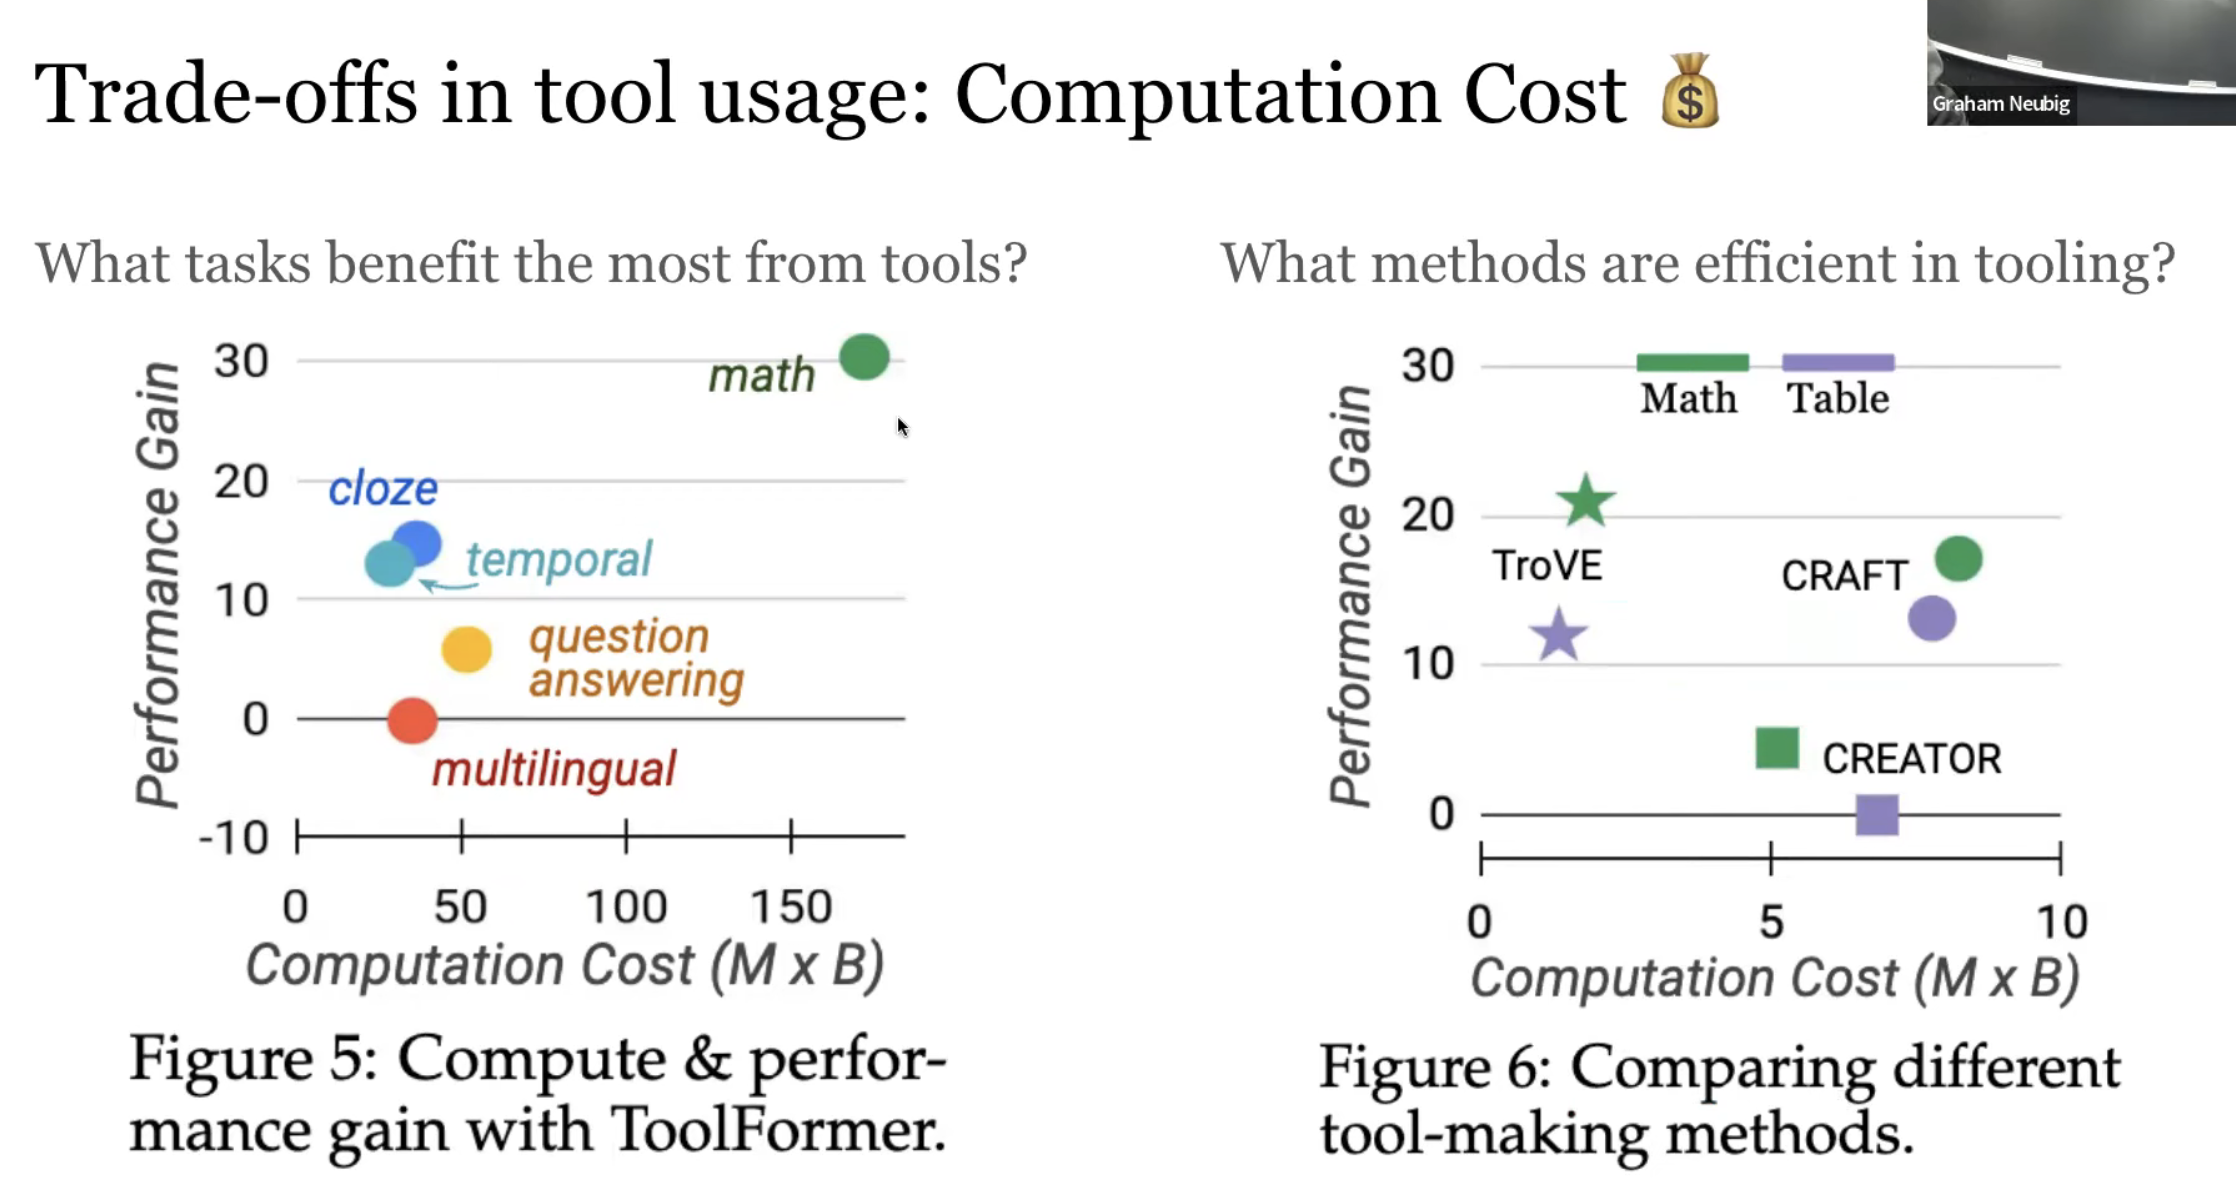 Trade-offs in tool usage: Computation Cost 💰
Graham Neubig
What tasks benefit the most from tools?
Performance Gain
30
20
10
0
-10
math
cloze
temporal
question
answering
multilingual
0 50 100 150
Computation Cost (M x B)
Figure 5: Compute & perfor-
mance gain with ToolFormer.
What methods are efficient in tooling?
Performance Gain
30
20
10
0
Math Table
TroVE
CRAFT
CREATOR
0 5 10
Computation Cost (M x B)
Figure 6: Comparing different
tool-making methods.